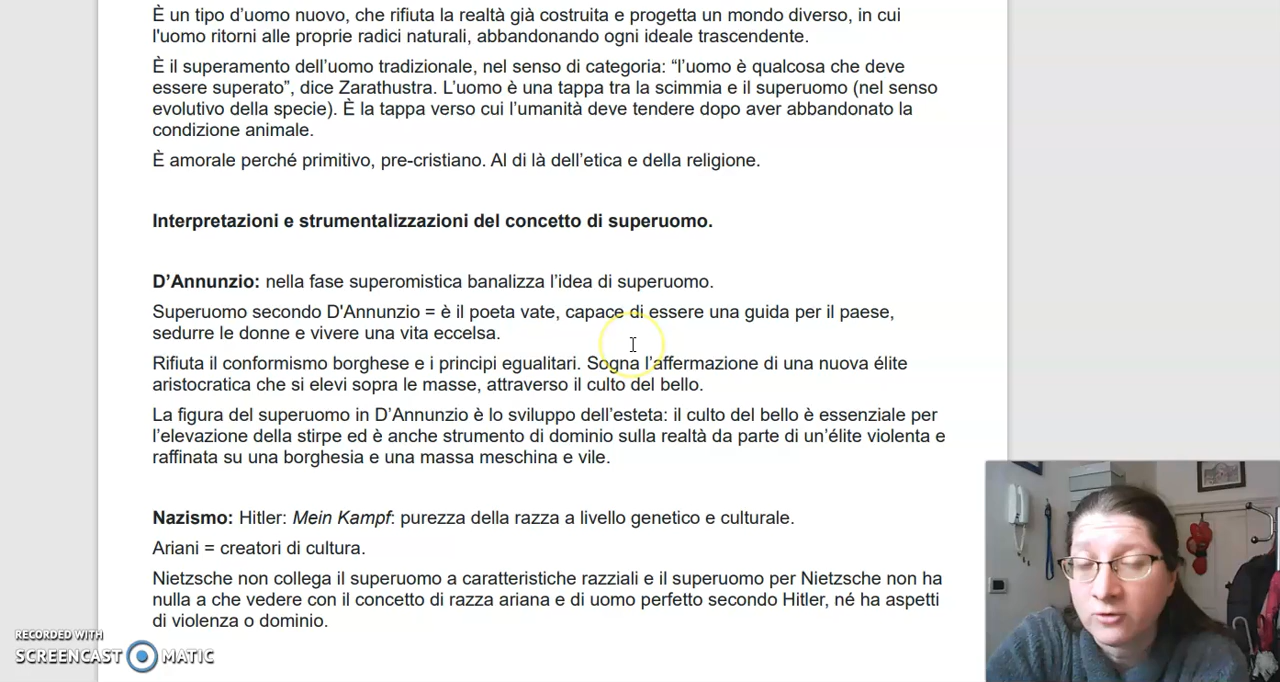 È un tipo d’uomo nuovo, che rifiuta la realtà già costruita e progetta un mondo diverso, in cui
l'uomo ritorni alle proprie radici naturali, abbandonando ogni ideale trascendente.
È il superamento dell’uomo tradizionale, nel senso di categoria: “l’uomo è qualcosa che deve
essere superato”, dice Zarathustra. L’uomo è una tappa tra la scimmia e il superuomo (nel senso
evolutivo della specie). È la tappa verso cui l’umanità deve tendere dopo aver abbandonato la
condizione animale.
È amorale perché primitivo, pre-cristiano. Al di là dell’etica e della religione.
Interpretazioni e strumentalizzazioni del concetto di superuomo.
D’Annunzio: nella fase superomistica banalizza l’idea di superuomo.
Superuomo secondo D'Annunzio = è il poeta vate, capace di essere una guida per il paese,
sedurre le donne e vivere una vita eccelsa.
Rifiuta il conformismo borghese e i principi egualitari. Sogna l’affermazione di una nuova élite
aristocratica che si elevi sopra le masse, attraverso il culto del bello.
La figura del superuomo in D’Annunzio è lo sviluppo dell’esteta: il culto del bello è essenziale per
l’elevazione della stirpe ed è anche strumento di dominio sulla realtà da parte di un’élite violenta e
raffinata su una borghesia e una massa meschina e vile.
Nazismo: Hitler: Mein Kampf: purezza della razza a livello genetico e culturale.
Ariani = creatori di cultura.
Nietzsche non collega il superuomo a caratteristiche razziali e il superuomo per Nietzsche non ha
nulla a che vedere con il concetto di razza ariana e di uomo perfetto secondo Hitler, né ha aspetti
di violenza o dominio.
RECORDED WITH
SCREENCAST MATIC